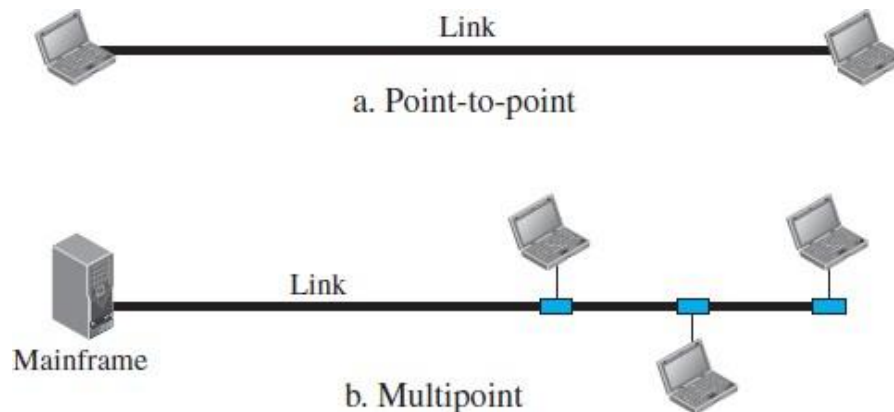 Link
a. Point-to-point
Link
Mainframe
b. Multipoint